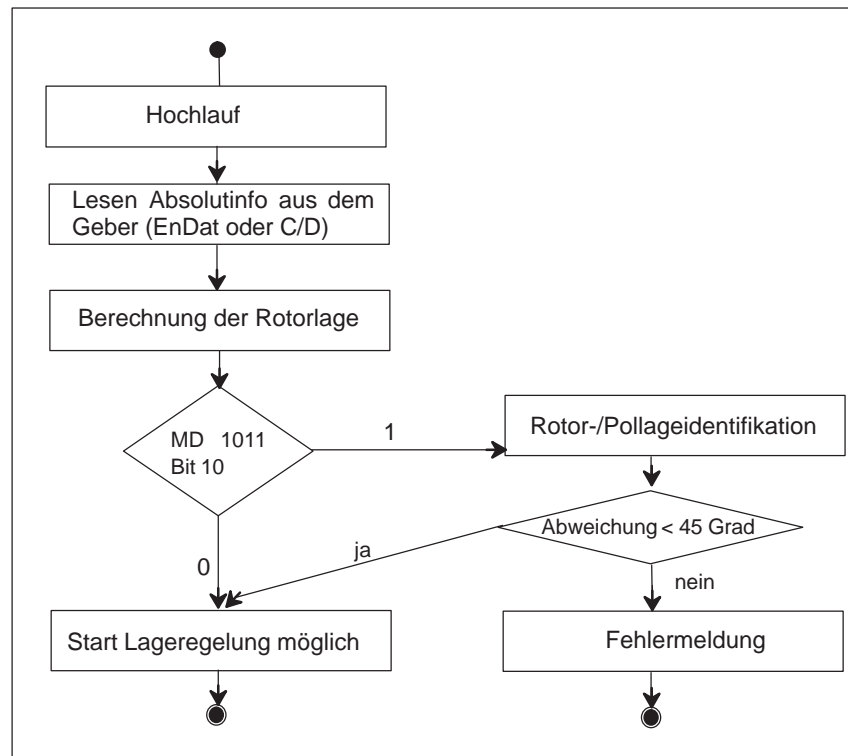 Hochlauf
Lesen Absolutinfo aus dem
Geber (EnDat oder C/D)
Berechnung der Rotorlage
MD 1011
Bit 10
1
Rotor-/Pollageidentifikation
Abweichung < 45 Grad
ja
0
nein
Start Lageregelung möglich
Fehlermeldung